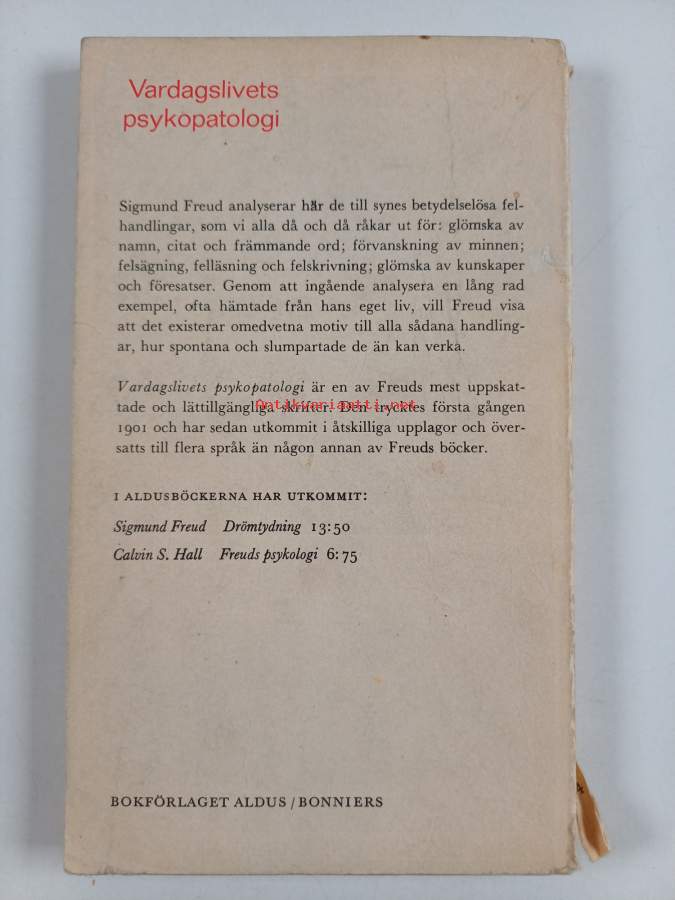 Vardagslivets
psykopatologi
Sigmund Freud analyserar här de till synes betydelselösa fel-
handlingar, som vi alla då och då råkar ut för: glömska av
namn, citat och främmande ord; förvanskning av minnen;
felsägning, felläsning och felskrivning; glömska av kunskaper
och föresatser. Genom att ingående analysera en lång rad
exempel, ofta hämtade från hans eget liv, vill Freud visa
att det existerar omedvetna motiv till alla sådana handling-
ar, hur spontana och slumpartade de än kan verka.
Vardagslivets psykopatologi är en av Freuds mest uppskat-
tade och lättillgängliga skrifter. Den trycktes första gången
Antikvariaatti.net
1901 och har sedan utkommit i åtskilliga upplagor och över-
satts till flera språk än någon annan av Freuds böcker.
I ALDUSBÖCKERNA HAR UTKOMMIT:
Sigmund Freud Drömtydning 13:50
Calvin S. Hall Freuds psykologi 6:75
BOKFÖRLAGET ALDUS / BONNIERS